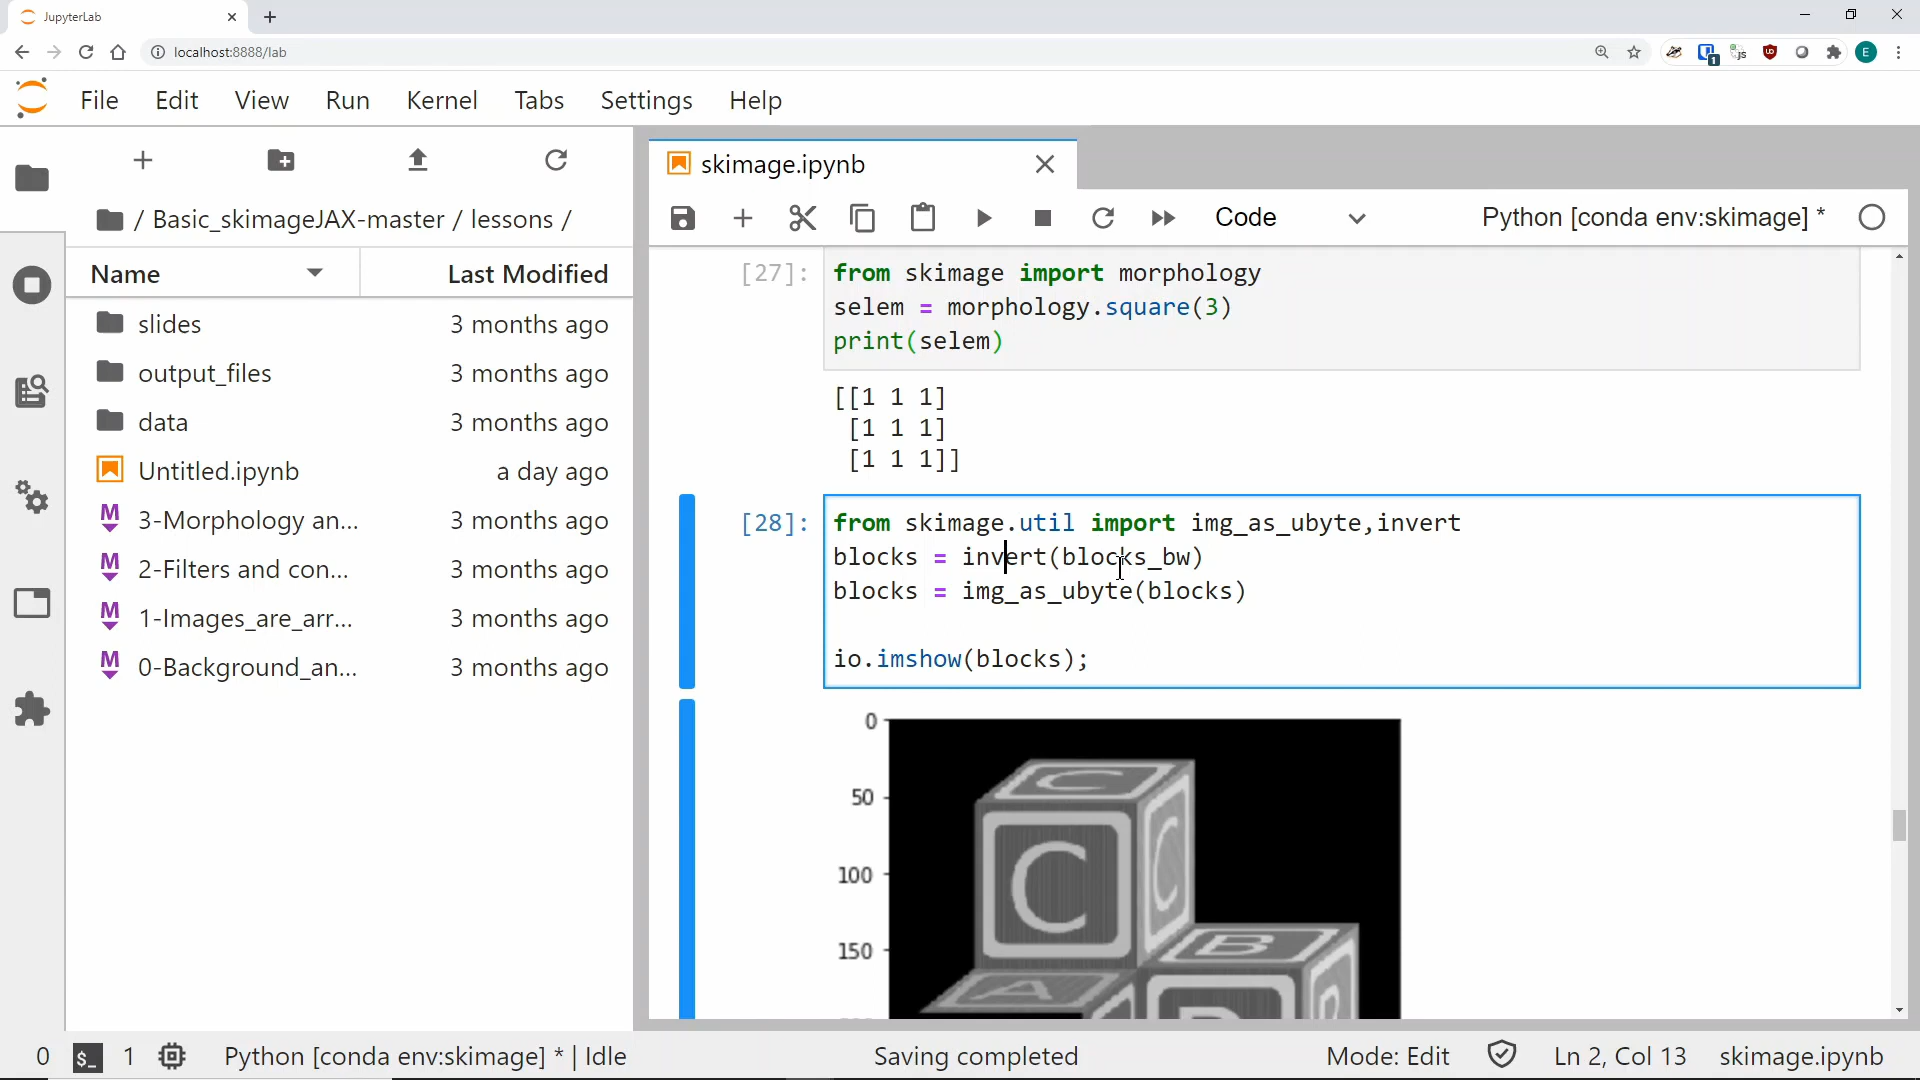 JupyterLab
localhost:8888/lab
1
JS
E
File Edit View Run Kernel Tabs Settings Help
/ Basic_skimageJAX-master / lessons /
Name Last Modified
slides 3 months ago
output_files 3 months ago
data 3 months ago
Untitled.ipynb a day ago
M 3-Morphology an... 3 months ago
M 2-Filters and con... 3 months ago
M 1-Images_are_arr... 3 months ago
M 0-Background_an... 3 months ago
skimage.ipynb
Code Python [conda env:skimage] *
[27]: from skimage import morphology
selem = morphology.square(3)
print(selem)
[[1 1 1]
[1 1 1]
[1 1 1]]
[28]: from skimage.util import img_as_ubyte,invert
blocks = invert(blocks_bw)
blocks = img_as_ubyte(blocks)
io.imshow(blocks);
0
50
100
150
C
C
C
B
A
0 $_ 1 Python [conda env:skimage] * | Idle Saving completed Mode: Edit Ln 2, Col 13 skimage.ipynb